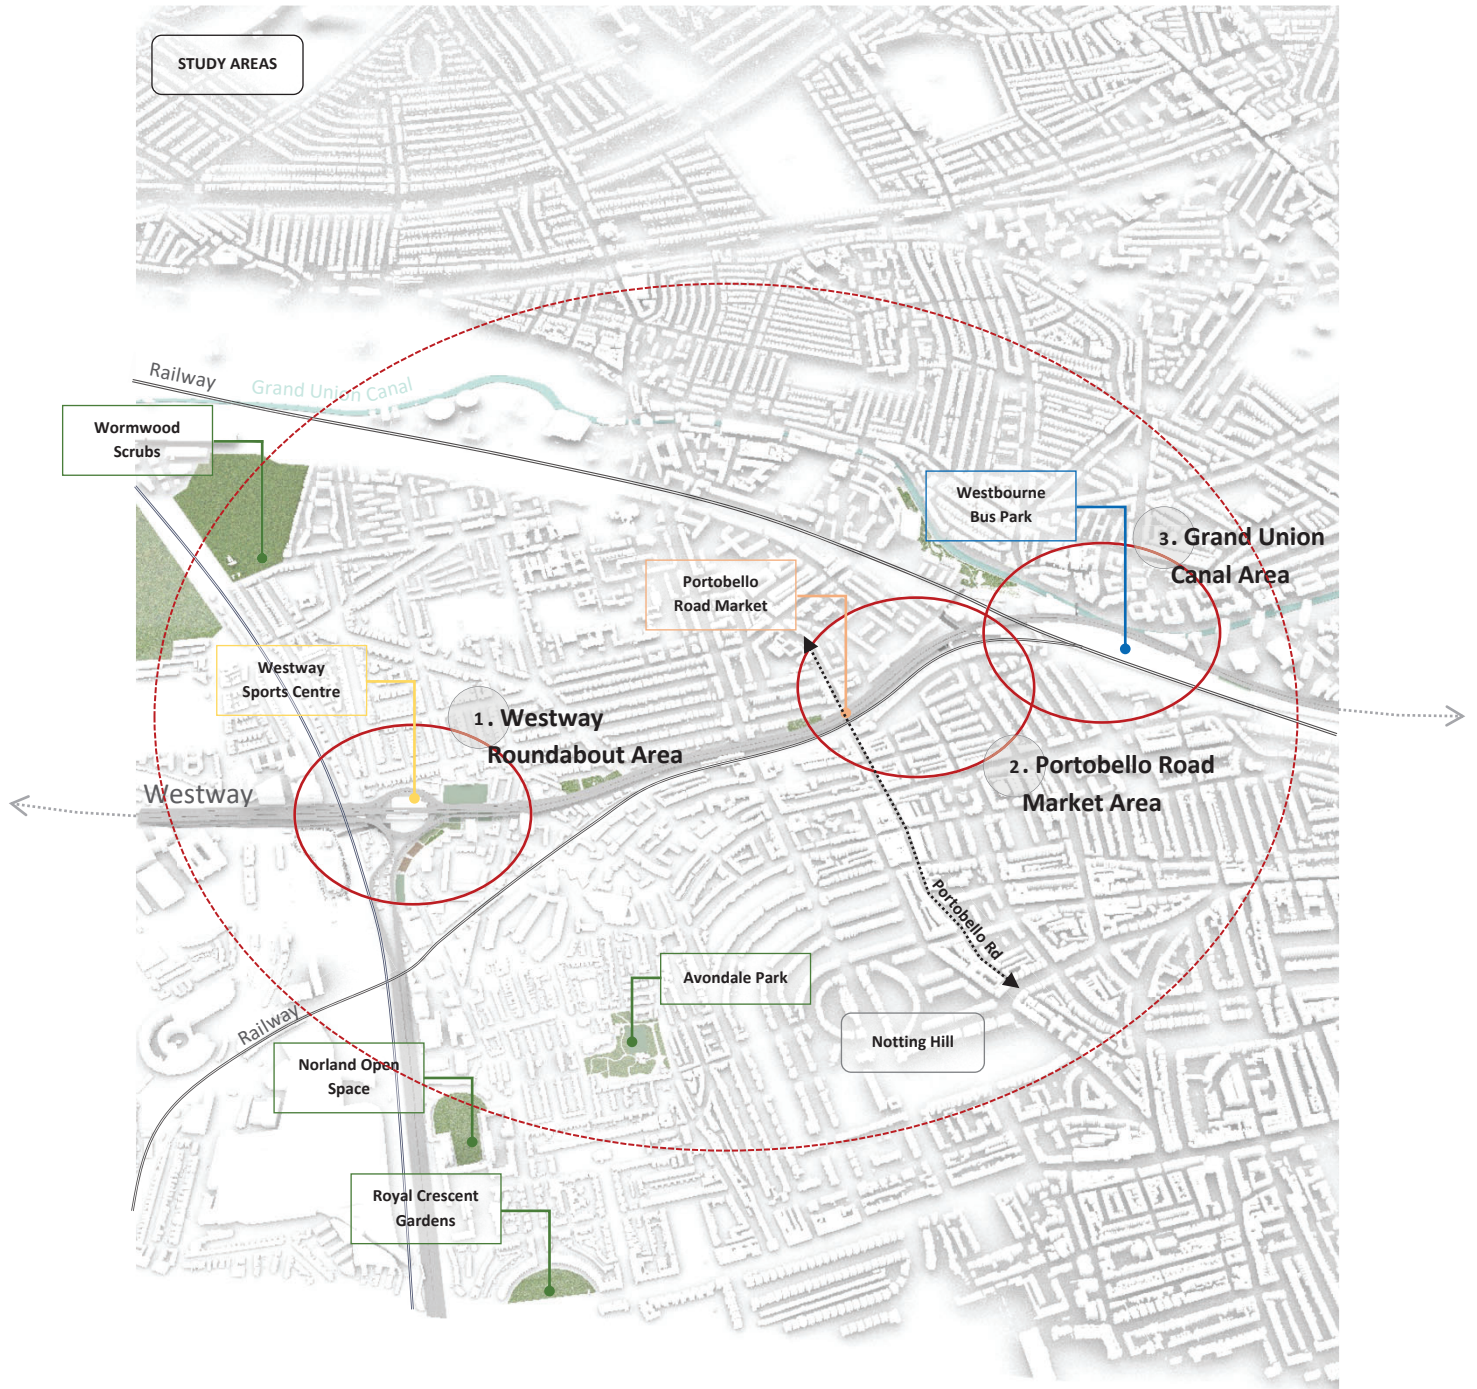 STUDY AREAS
Railway
Grand Union Canal
Wormwood
Scrubs
Westbourne
Bus Park
3. Grand Union
Canal Area
Portobello
Road Market
Westway
Sports Centre
1. Westway
Roundabout Area
2. Portobello Road
Market Area
Westway
Portobello Rd
Avondale Park
Railway
Notting Hill
Norland Open
Space
Royal Crescent
Gardens